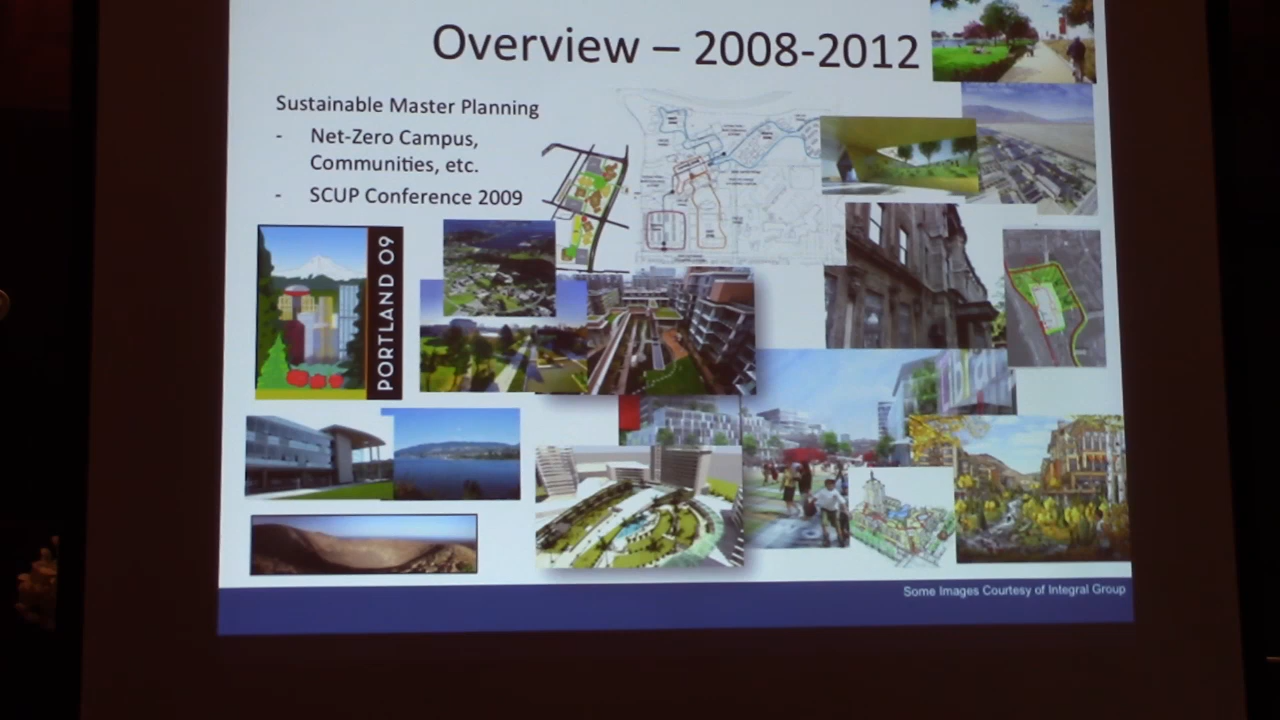 Overview – 2008-2012
Sustainable Master Planning
- Net-Zero Campus,
Communities, etc.
- SCUP Conference 2009
PORTLAND 09
Some Images Courtesy of Integral Group